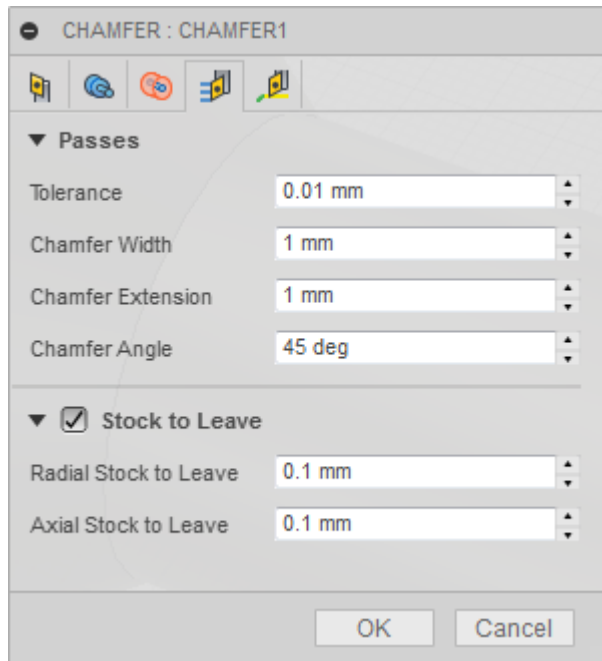 CHAMFER : CHAMFER1
Passes
Tolerance 0.01 mm
Chamfer Width 1 mm
Chamfer Extension 1 mm
Chamfer Angle 45 deg
Stock to Leave
Radial Stock to Leave 0.1 mm
Axial Stock to Leave 0.1 mm
OK Cancel